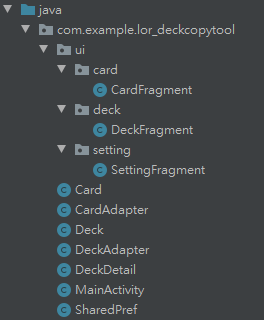 java
com.example.lor_deckcopytool
ui
card
CardFragment
deck
DeckFragment
setting
SettingFragment
Card
CardAdapter
Deck
DeckAdapter
DeckDetail
MainActivity
SharedPref